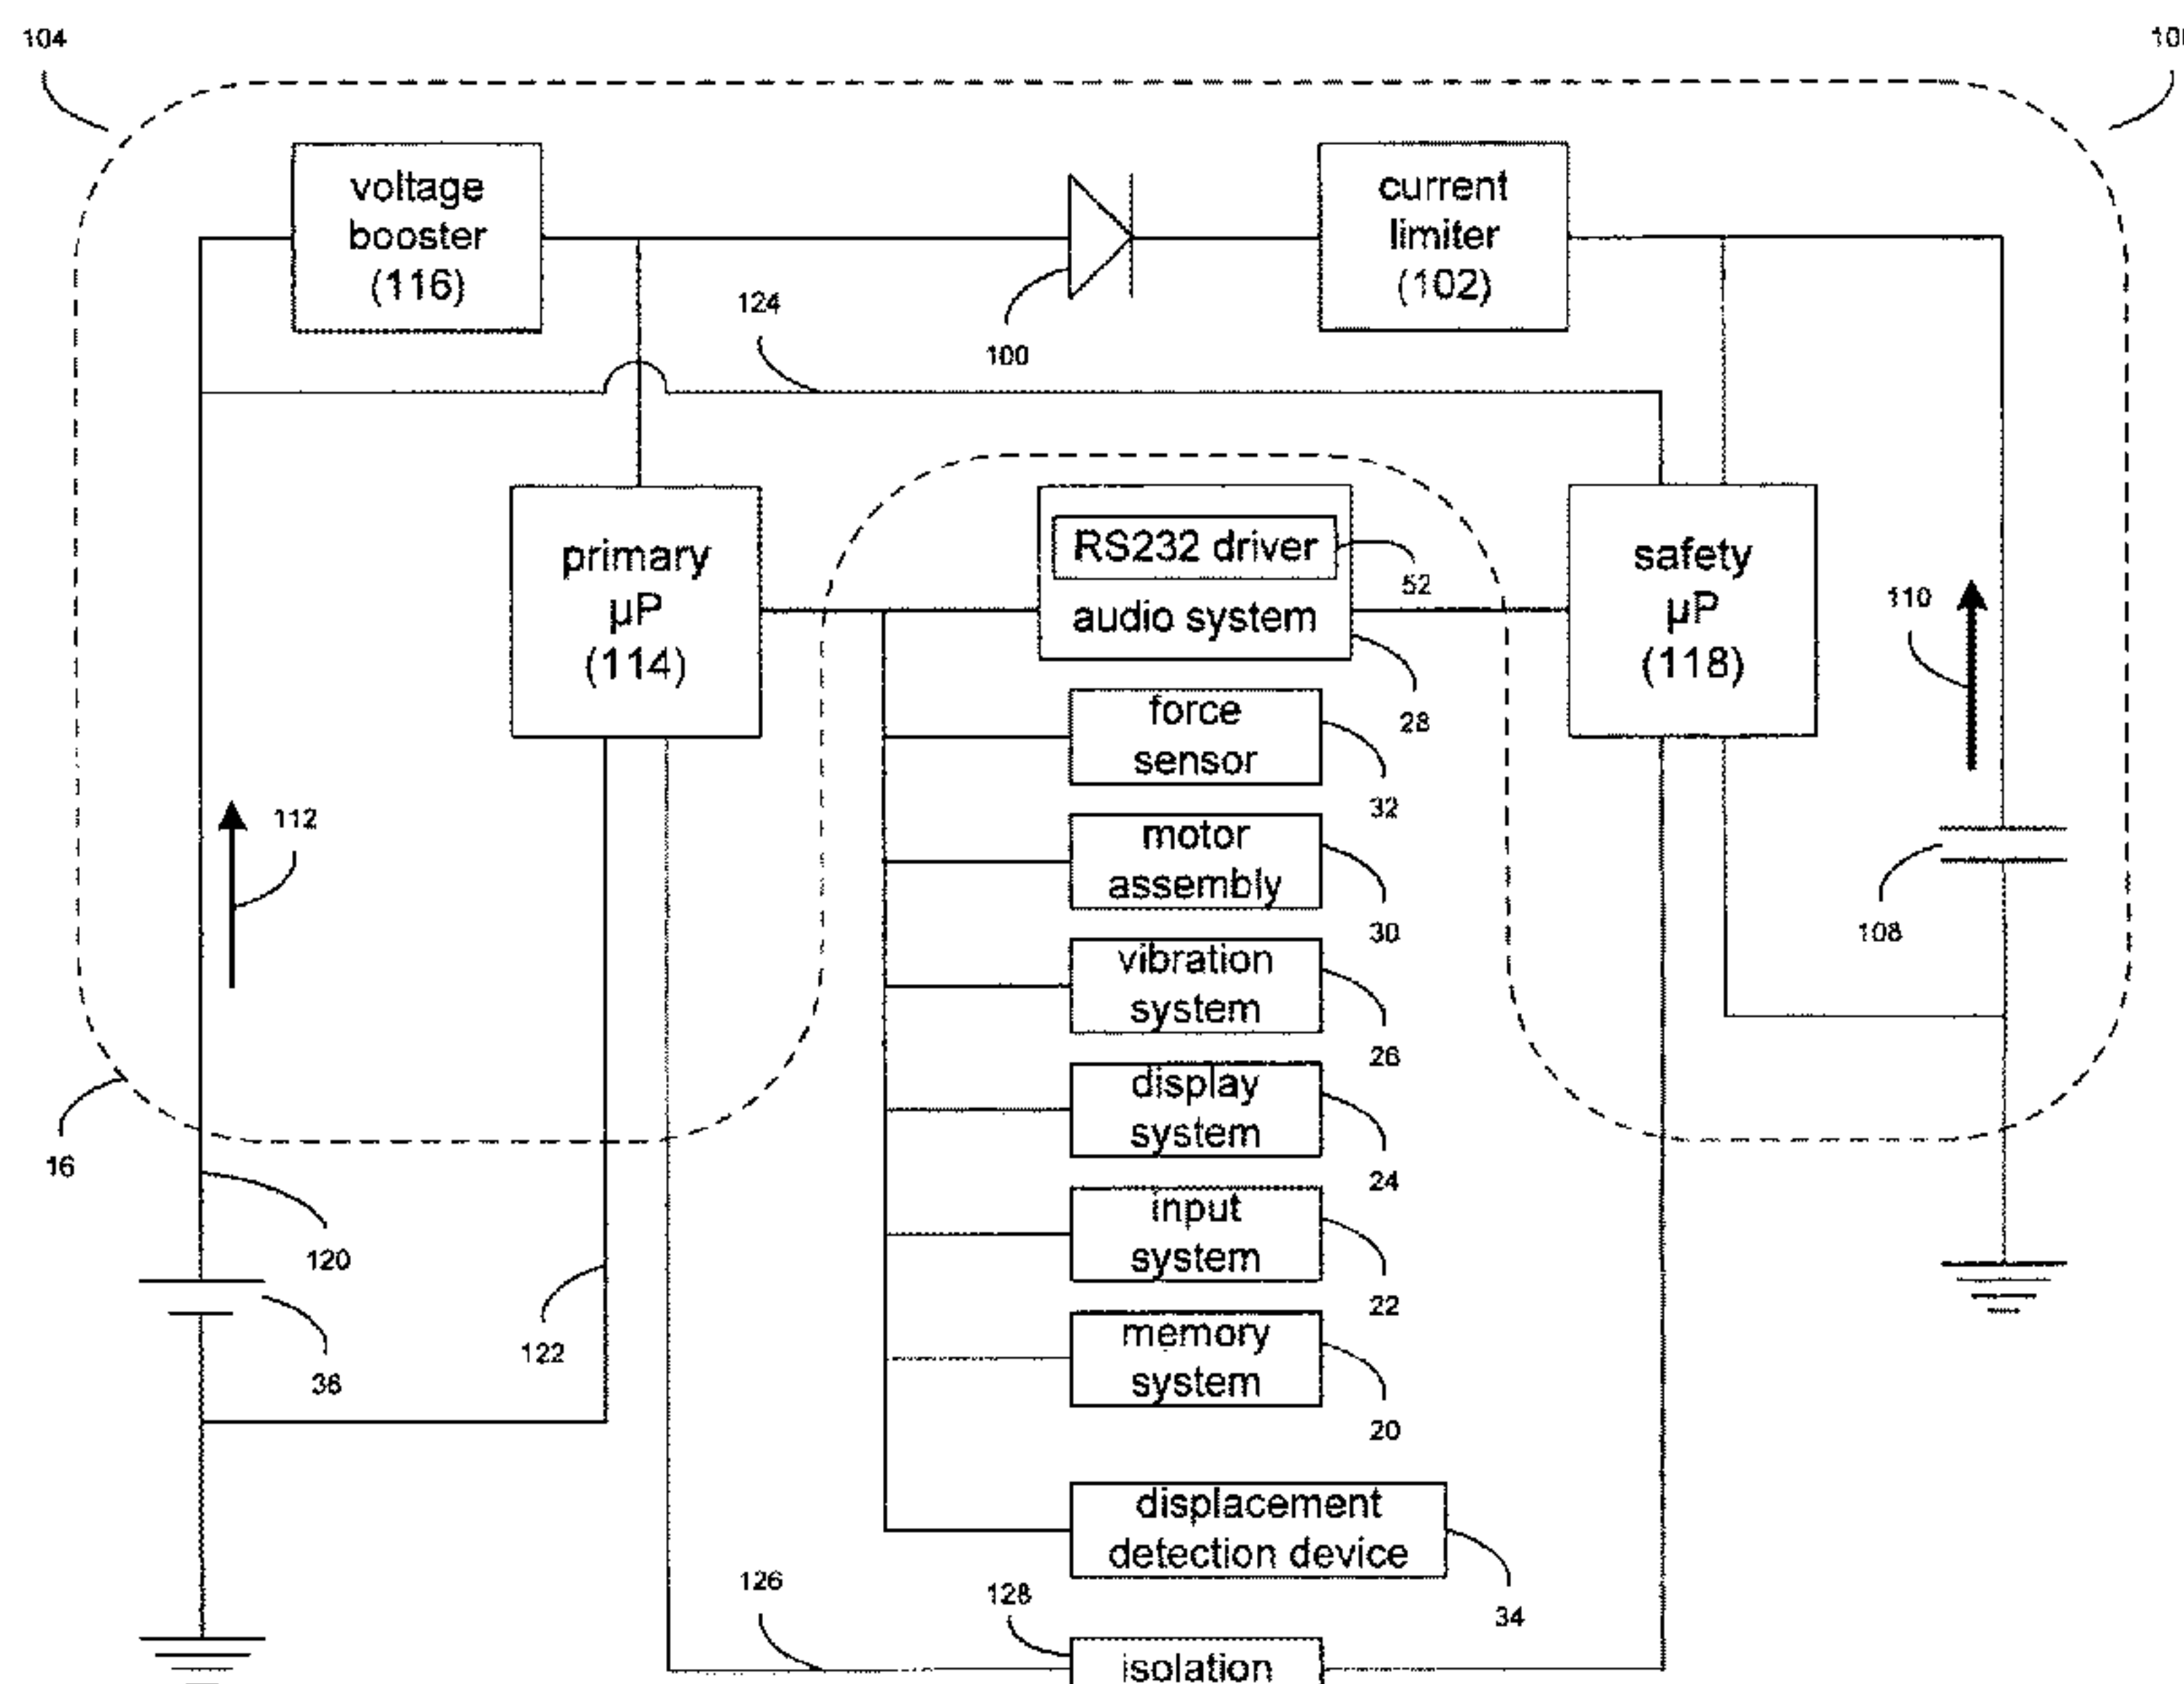 104
voltage
booster
(116)
current
limiter
(102)
124
100
primary
µP
(114)
RS232 driver
52
audio system
28
safety
µP
(118)
110
112
force
sensor
32
motor
assembly
30
108
vibration
system
26
display
system
24
16
120
input
system
22
122
36
memory
system
20
displacement
detection device
34
126
128
isolation